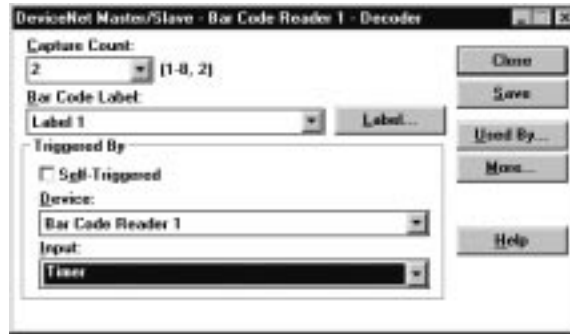 DeviceNet Master/Slave - Bar Code Reader 1 - Decoder
Capture Count:
2 (1-8, 2)
Bar Code Label:
Label 1 Label...
Triggered By
Self-Triggered
Device:
Bar Code Reader 1
Input:
Timer
Close
Save
Used By...
More...
Help